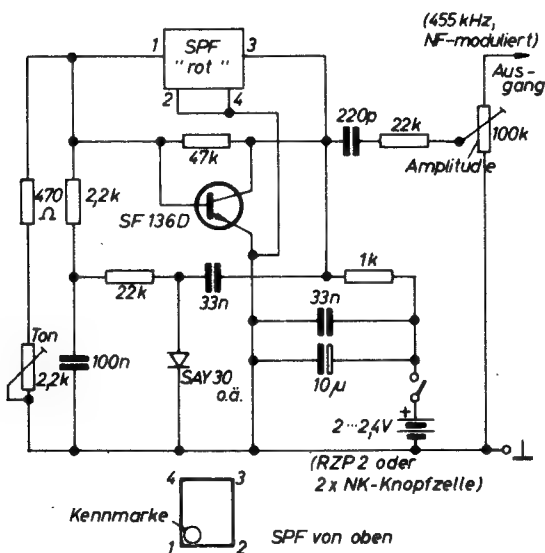 (455 kHz,
NF-moduliert)
Aus-
gang
1
SPF
"rot"
3
2
4
220p
22k
100k
Amplitude
47k
470
Ω
2,2k
SF 136D
22k
33n
1k
33n
10µ
Ton
2,2k
100n
SAY30
o.ä.
+
2...2,4V
(RZP 2 oder
2 x NK-Knopfzelle)
4
3
Kennmarke
1
2
SPF von oben